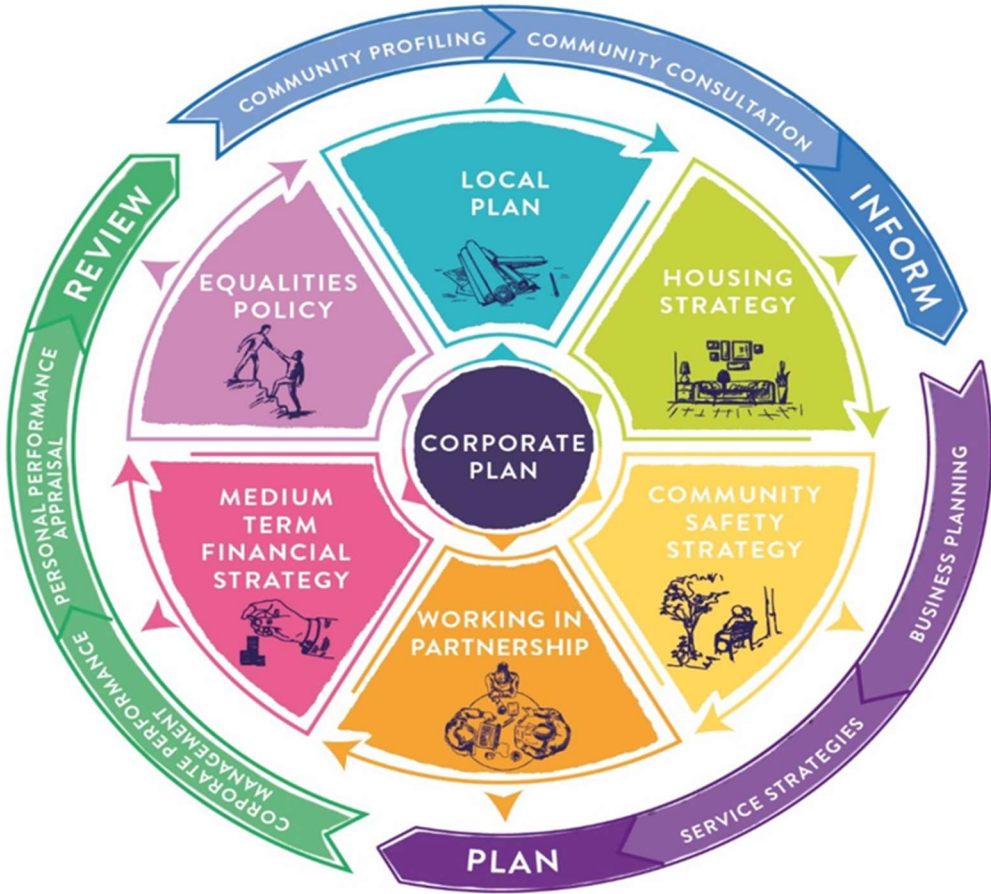 COMMUNITY PROFILING
COMMUNITY CONSULTATION
INFORM
BUSINESS PLANNING
SERVICE STRATEGIES
PLAN
CORPORATE PERFORMANCE
MANAGEMENT
PERSONAL PERFORMANCE
APPRAISAL
REVIEW
LOCAL
PLAN
HOUSING
STRATEGY
COMMUNITY
SAFETY
STRATEGY
WORKING IN
PARTNERSHIP
MEDIUM
TERM
FINANCIAL
STRATEGY
EQUALITIES
POLICY
CORPORATE
PLAN